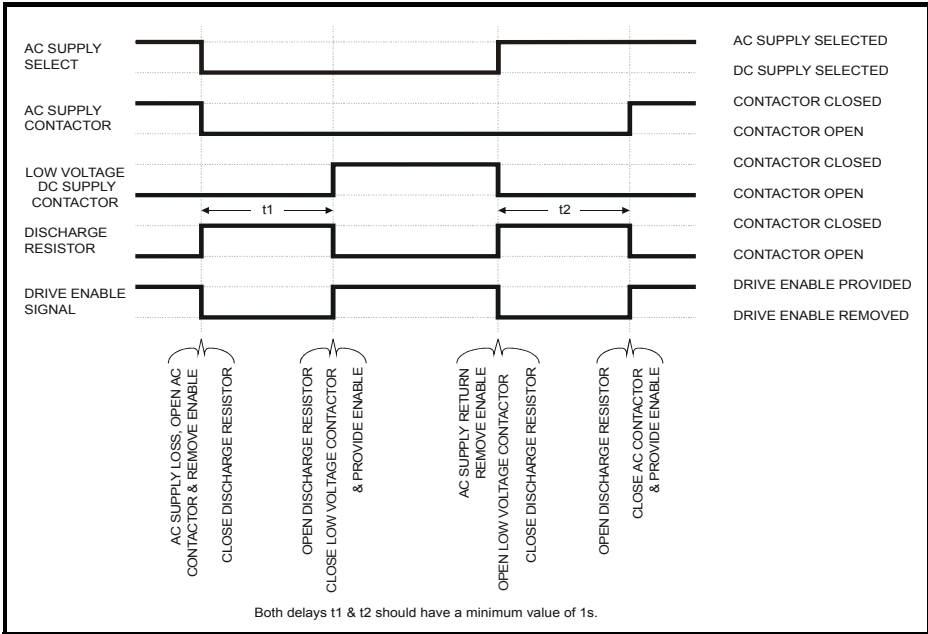 AC SUPPLY
SELECT
AC SUPPLY SELECTED
DC SUPPLY SELECTED
AC SUPPLY
CONTACTOR
CONTACTOR CLOSED
CONTACTOR OPEN
LOW VOLTAGE
DC SUPPLY
CONTACTOR
CONTACTOR CLOSED
CONTACTOR OPEN
t1
t2
DISCHARGE
RESISTOR
CONTACTOR CLOSED
CONTACTOR OPEN
DRIVE ENABLE
SIGNAL
DRIVE ENABLE PROVIDED
DRIVE ENABLE REMOVED
AC SUPPLY LOSS, OPEN AC
CONTACTOR & REMOVE ENABLE
CLOSE DISCHARGE RESISTOR
OPEN DISCHARGE RESISTOR
CLOSE LOW VOLTAGE CONTACTOR
& PROVIDE ENABLE
AC SUPPLY RETURN
REMOVE ENABLE
OPEN LOW VOLTAGE CONTACTOR
CLOSE DISCHARGE RESISTOR
OPEN DISCHARGE RESISTOR
CLOSE AC CONTACTOR
& PROVIDE ENABLE
Both delays t1 & t2 should have a minimum value of 1s.